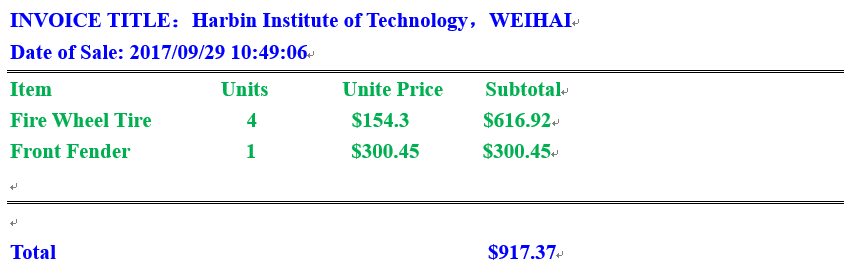 INVOICE TITLE：Harbin Institute of Technology，WEIHAI
Date of Sale: 2017/09/29 10:49:06
Item Units Unite Price Subtotal
Fire Wheel Tire 4 $154.3 $616.92
Front Fender 1 $300.45 $300.45
Total $917.37